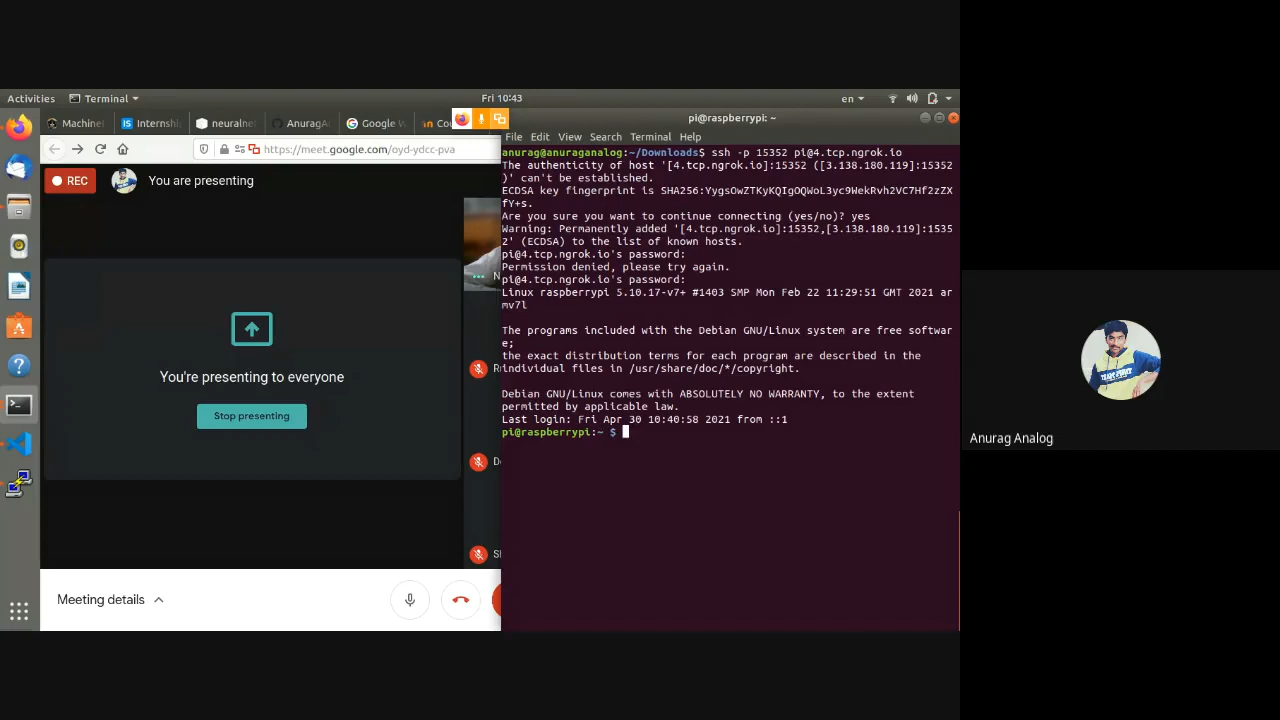 Activities
Terminal
Fri 10:43
en
Machine
Internshi
neuralne
AnuragA
Google
Co
pi@raspberrypi: ~
File Edit View Search Terminal Help
https://meet.google.com/oyd-ydcc-pva
REC
You are presenting
You're presenting to everyone
Stop presenting
Meeting details
anurag@anuraganalog:~/Downloads$ ssh -p 15352 pi@4.tcp.ngrok.io
The authenticity of host '[4.tcp.ngrok.io]:15352 ([3.138.180.119]:15352
)' can't be established.
ECDSA key fingerprint is SHA256:YygsOwZTKyKQIgOQWoL3yc9WekRvh2VC7Hf2zZX
fY+s.
Are you sure you want to continue connecting (yes/no)? yes
Warning: Permanently added '[4.tcp.ngrok.io]:15352,[3.138.180.119]:1535
2' (ECDSA) to the list of known hosts.
pi@4.tcp.ngrok.io's password:
Permission denied, please try again.
pi@4.tcp.ngrok.io's password:
Linux raspberrypi 5.10.17-v7+ #1403 SMP Mon Feb 22 11:29:51 GMT 2021 ar
mv7l
The programs included with the Debian GNU/Linux system are free softwar
e;
the exact distribution terms for each program are described in the
individual files in /usr/share/doc/*/copyright.
Debian GNU/Linux comes with ABSOLUTELY NO WARRANTY, to the extent
permitted by applicable law.
Last login: Fri Apr 30 10:40:58 2021 from ::1
pi@raspberrypi:~ $
Anurag Analog